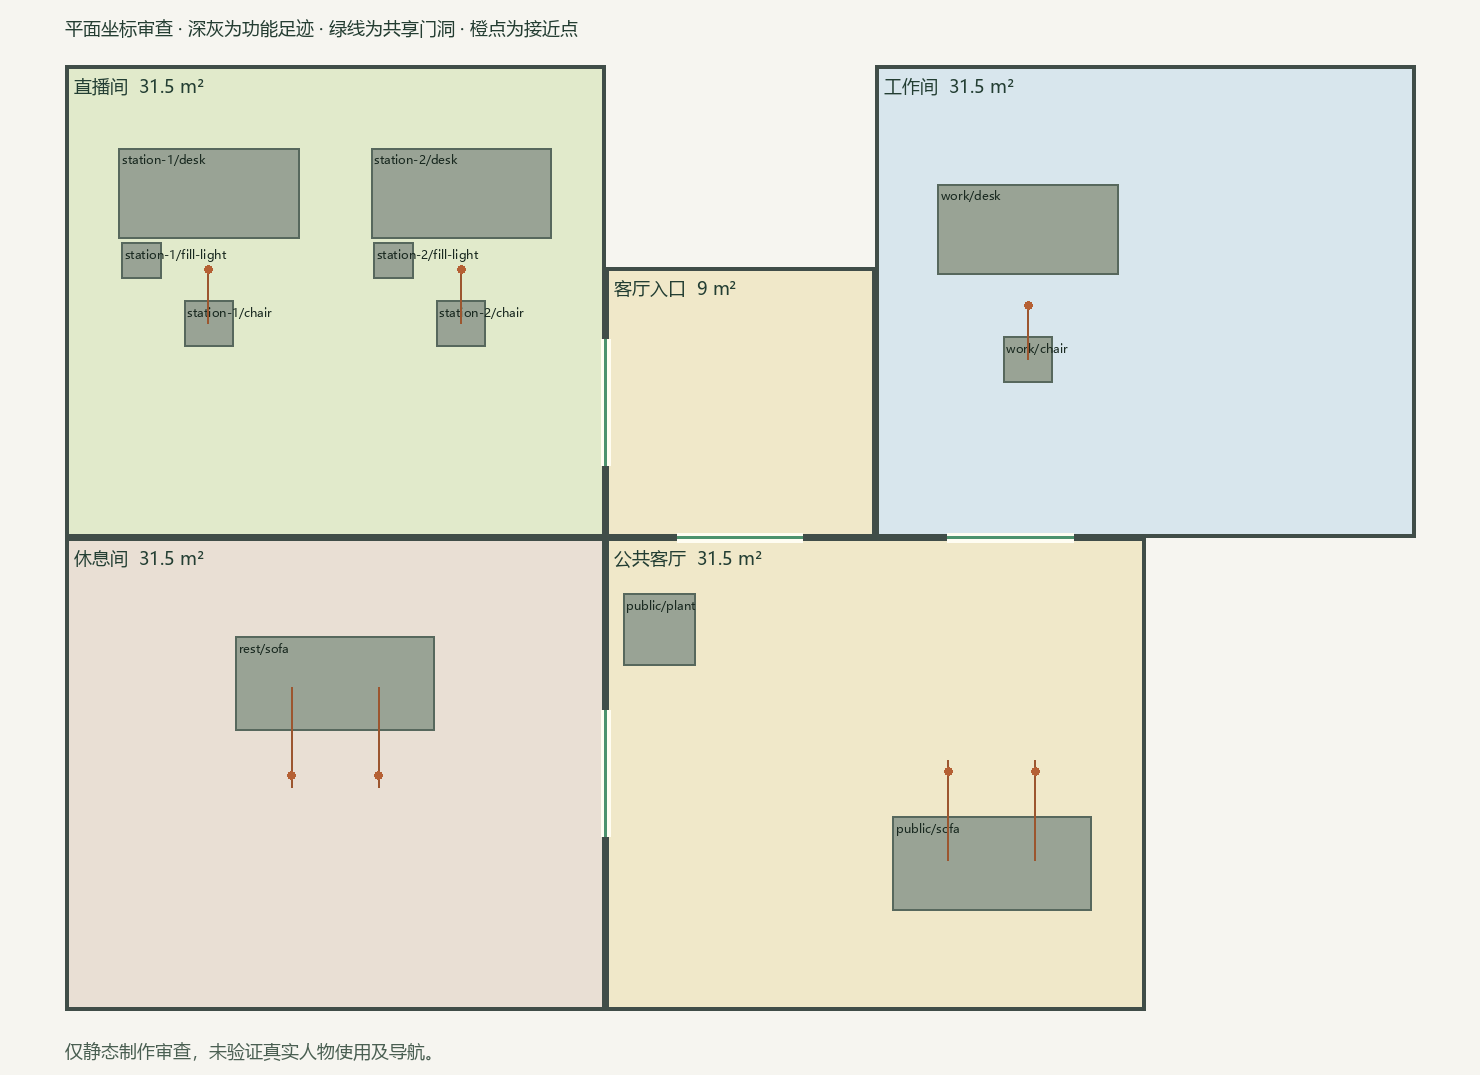 平面坐标审查 · 深灰为功能足迹 · 绿线为共享门洞 · 橙点为接近点
直播间 31.5 m²
工作间 31.5 m²
station-1/desk
station-2/desk
work/desk
station-1/fill-light
station-2/fill-light
客厅入口 9 m²
station-1/chair
station-2/chair
work/chair
休息间 31.5 m²
公共客厅 31.5 m²
public/plant
rest/sofa
public/sofa
仅静态制作审查，未验证真实人物使用及导航。